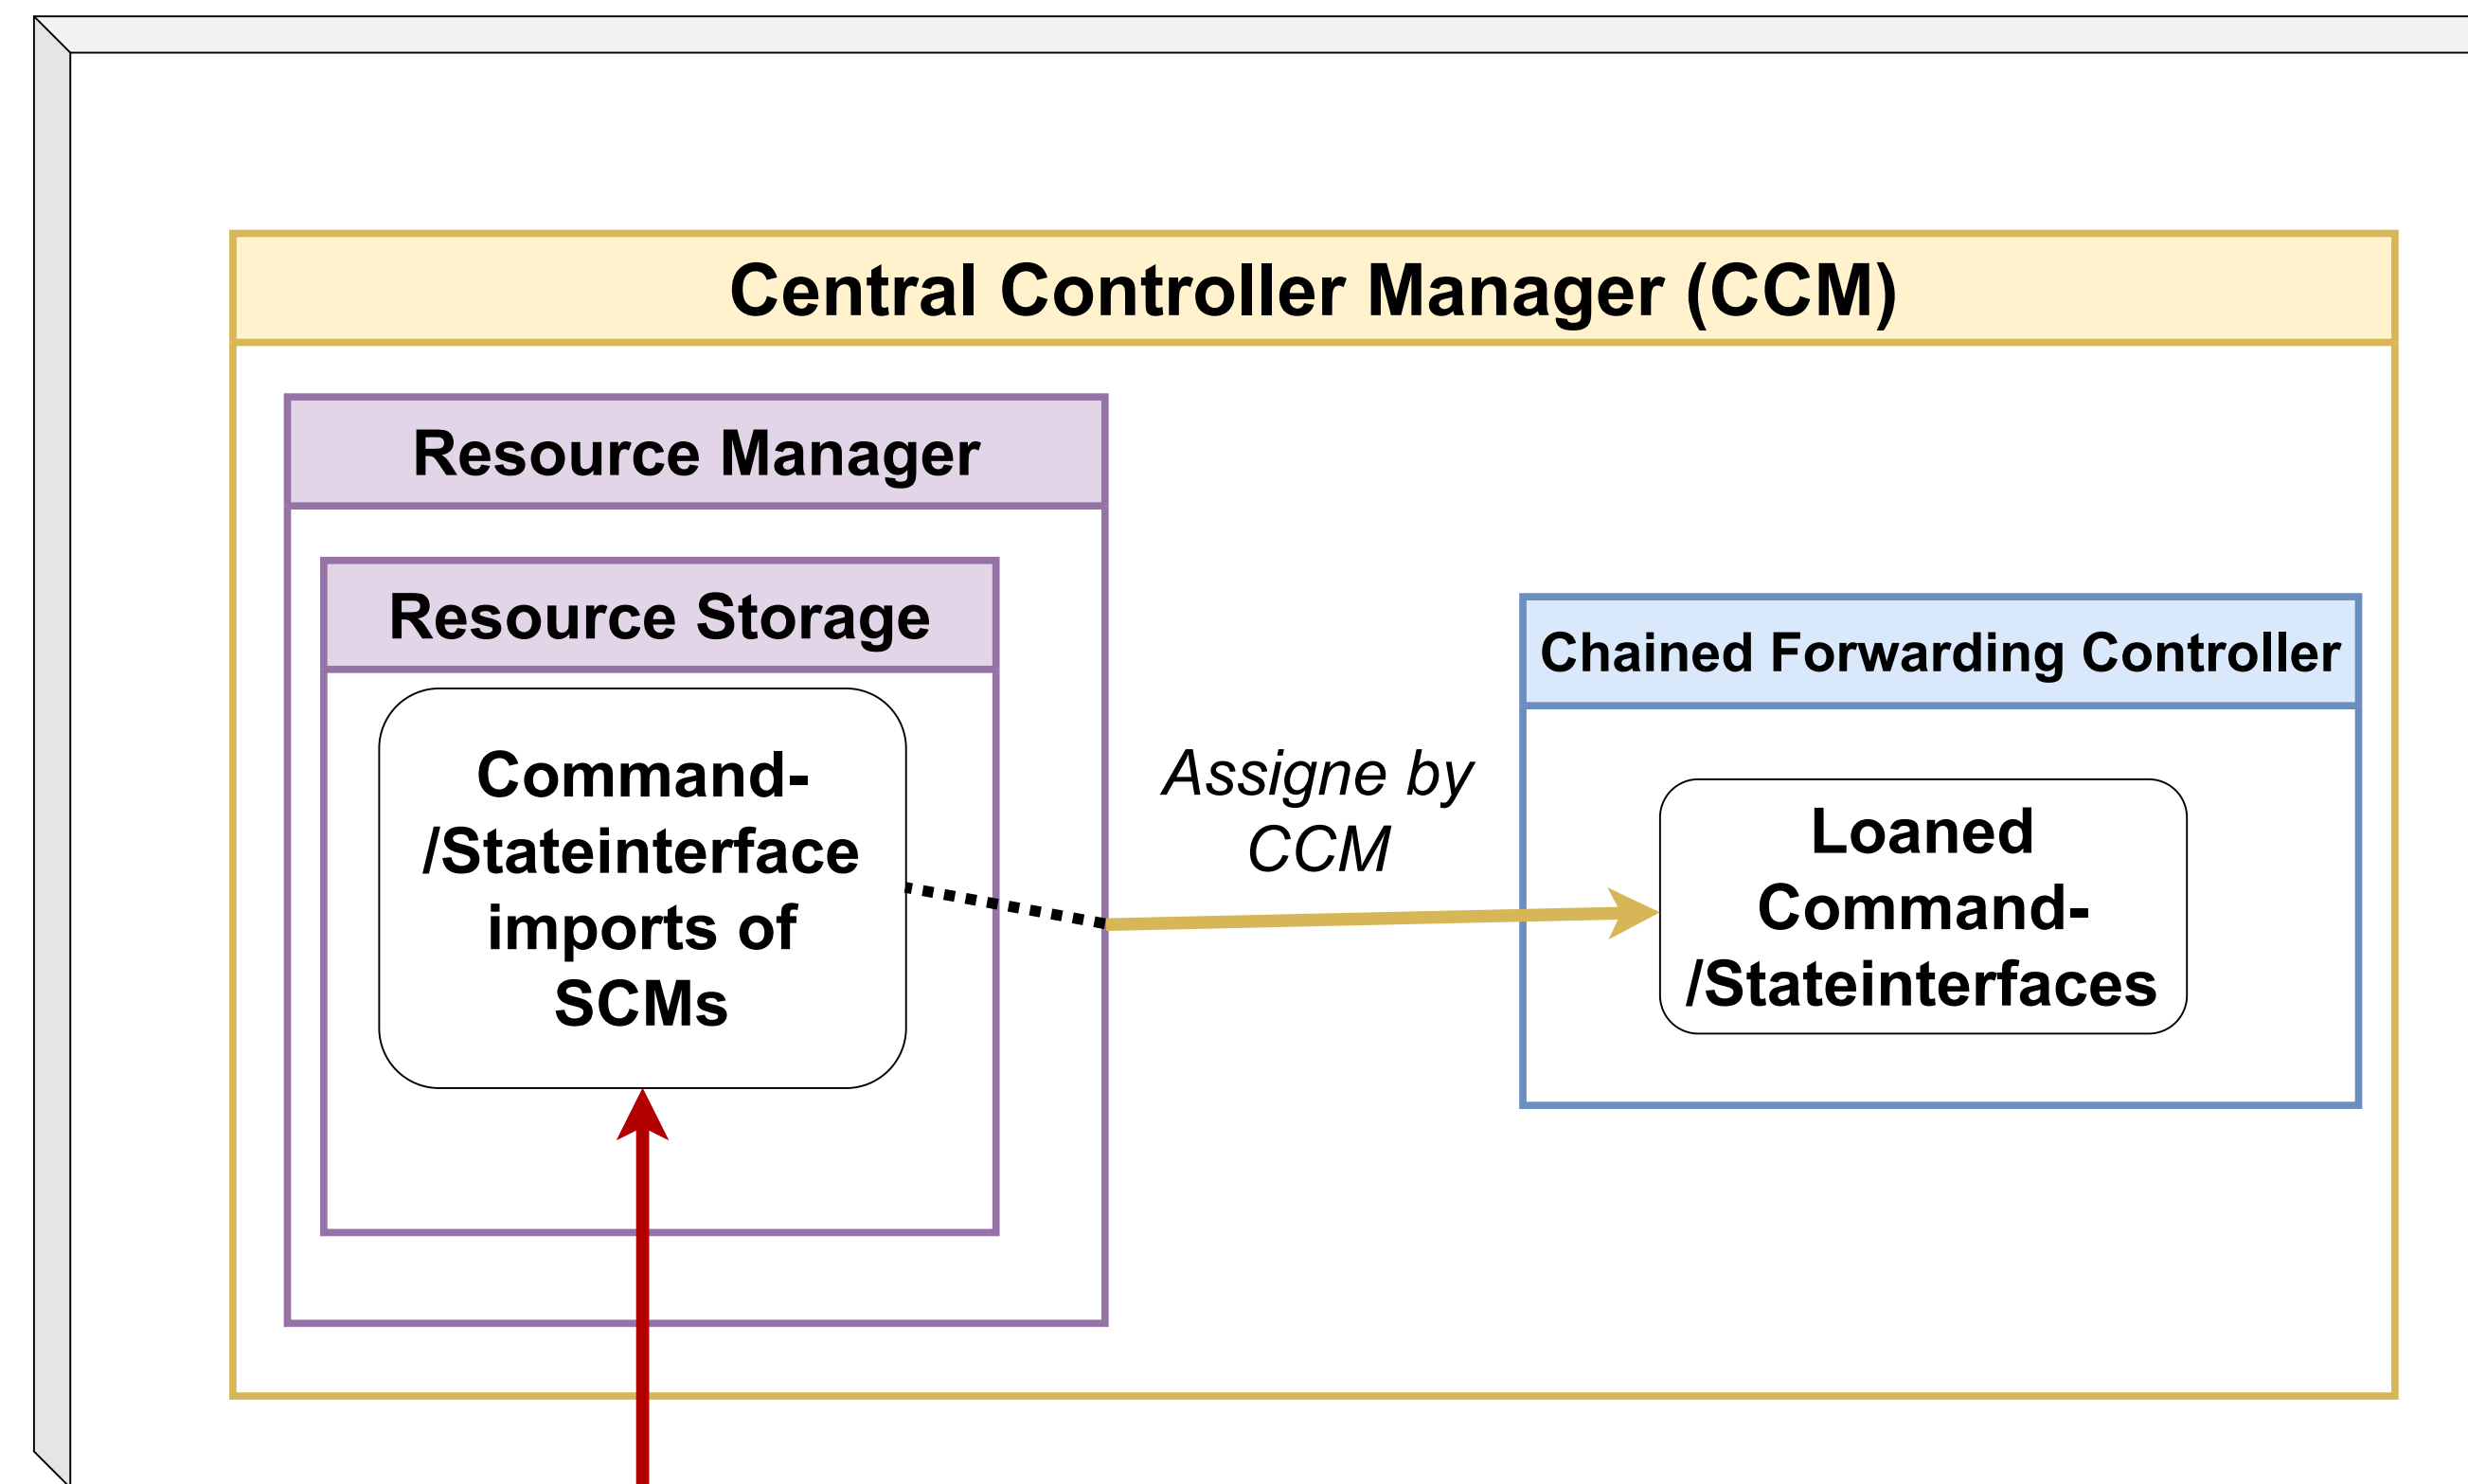 Central Controller Manager (CCM)
Resource Manager
Resource Storage
Command-
/Stateinterface
imports of
SCMs
Assigne by
CCM
Chained Fowarding Controller
Loaned
Command-
/Stateinterfaces